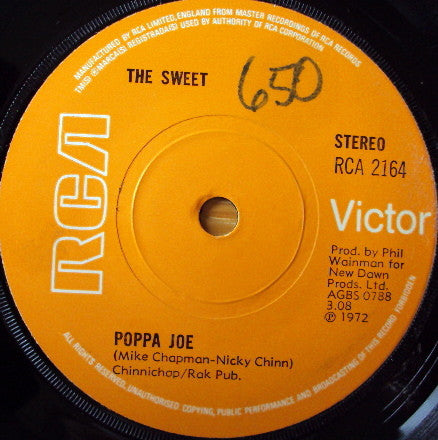 MANUFACTURED BY RCA LIMITED, ENGLAND FROM MASTER RECORDINGS OF RCA RECORDS
TM(S) ® MARCA(S) REGISTRADA(S) USED BY AUTHORITY OF RCA CORPORATION
THE SWEET
650
STEREO
RCA 2164
RCA
Victor
Prod. by Phil
Wainman for
New Dawn
Prods. Ltd.
AGBS 0788
3.08
℗ 1972
POPPA JOE
(Mike Chapman-Nicky Chinn)
Chinnichap/Rak Pub.
ALL RIGHTS RESERVED. UNAUTHORISED COPYING, PUBLIC PERFORMANCE AND BROADCASTING OF THIS RECORD FORBIDDEN